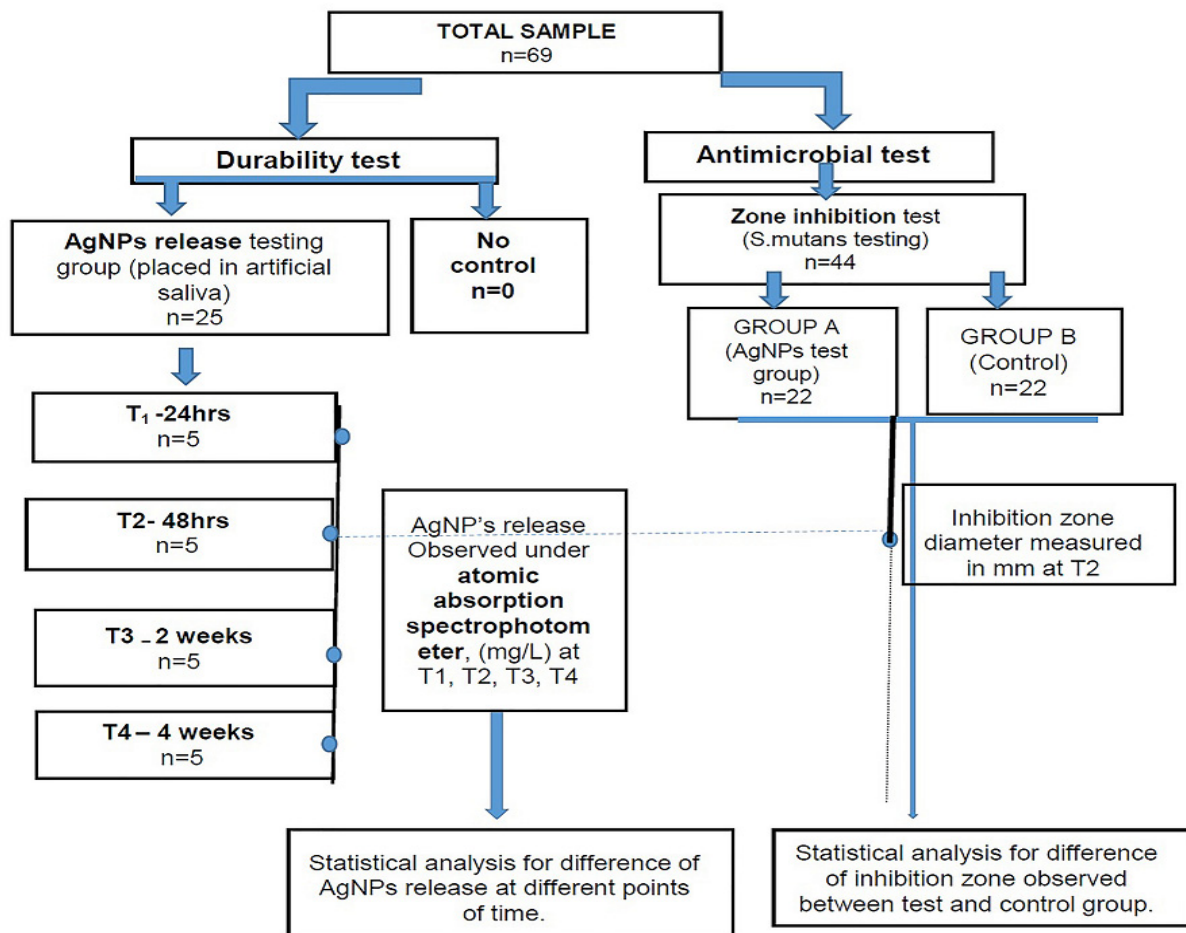 TOTAL SAMPLE
n=69
Durability test
Antimicrobial test
AgNPs release testing
group (placed in artificial
saliva)
n=25
No
control
n=0
Zone inhibition test
(S.mutans testing)
n=44
GROUP A
(AgNPs test
group)
n=22
GROUP B
(Control)
n=22
T₁ -24hrs
n=5
T2- 48hrs
n=5
T3 – 2 weeks
n=5
T4 – 4 weeks
n=5
AgNP’s release
Observed under
atomic
absorption
spectrophotom
eter, (mg/L) at
T1, T2, T3, T4
Inhibition zone
diameter measured
in mm at T2
Statistical analysis for difference of
AgNPs release at different points
of time.
Statistical analysis for difference
of inhibition zone observed
between test and control group.